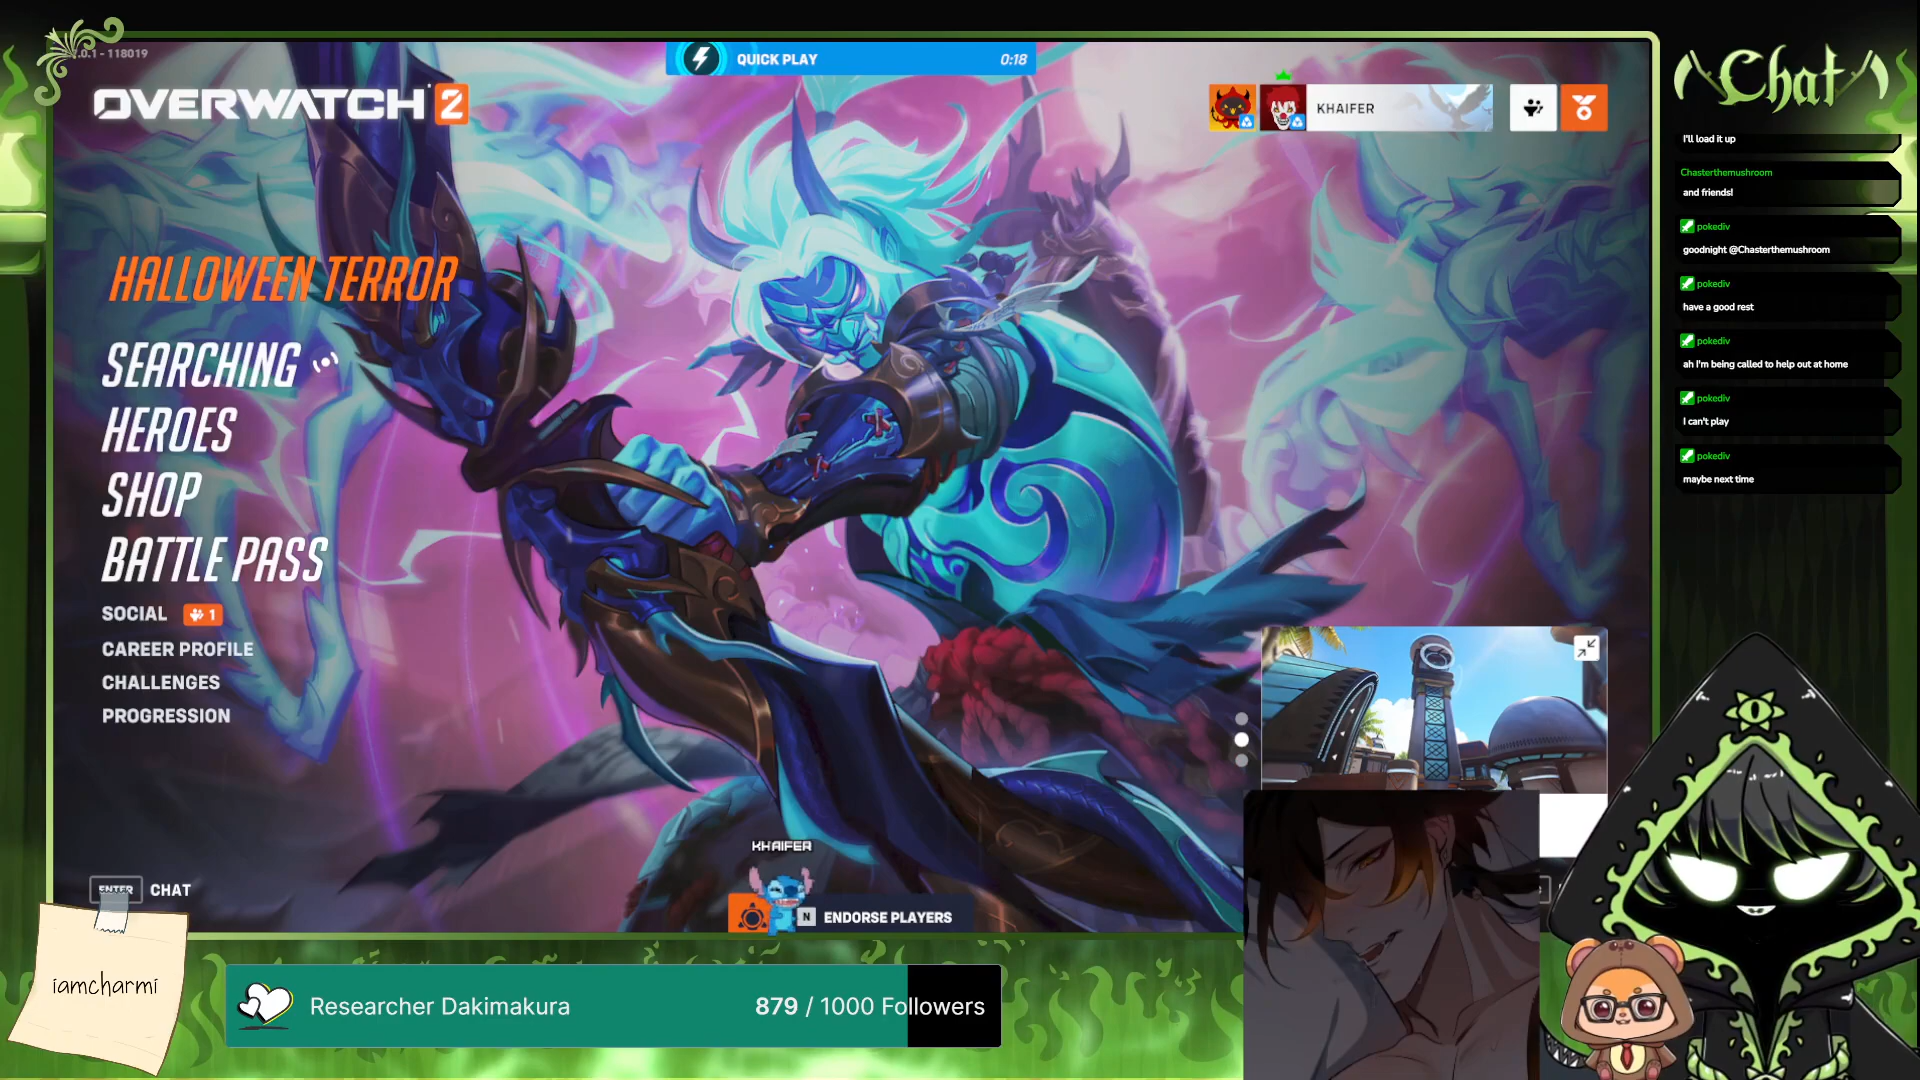 .0.1 - 118019
QUICK PLAY
0:18
OVERWATCH 2
KHAIFER
HALLOWEEN TERROR
SEARCHING
HEROES
SHOP
BATTLE PASS
SOCIAL 1
CAREER PROFILE
CHALLENGES
PROGRESSION
ENTER CHAT
KHAIFER
N ENDORSE PLAYERS
iamcharmi
Researcher Dakimakura
879 / 1000 Followers
Chat
I'll load it up
Chasterthemushroom
and friends!
pokediv
goodnight @Chasterthemushroom
pokediv
have a good rest
pokediv
ah I'm being called to help out at home
pokediv
I can't play
pokediv
maybe next time